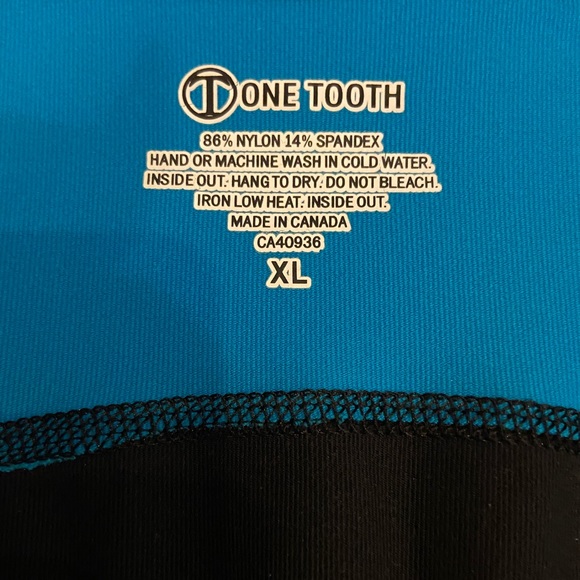 ONE TOOTH
86% NYLON 14% SPANDEX
HAND OR MACHINE WASH IN COLD WATER.
INSIDE OUT. HANG TO DRY. DO NOT BLEACH.
IRON LOW HEAT. INSIDE OUT.
MADE IN CANADA
CA40936
XL